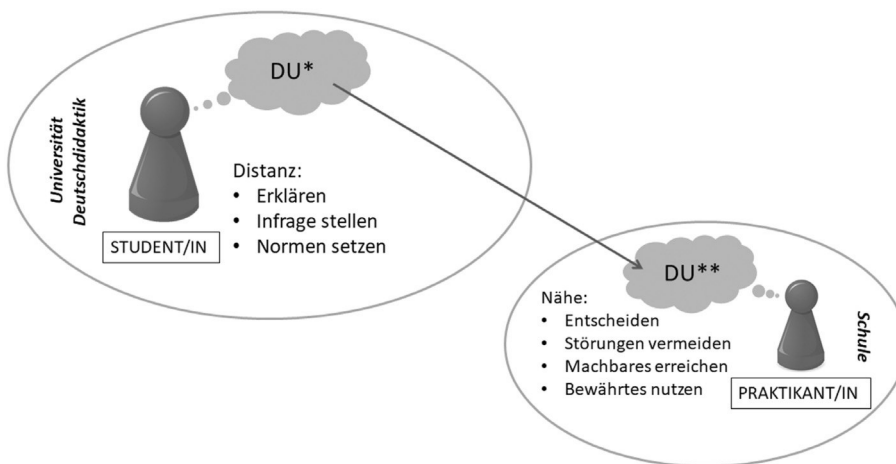 Universität
Deutschdidaktik
DU*
STUDENT/IN
Distanz:
• Erklären
• Infrage stellen
• Normen setzen
DU**
Nähe:
• Entscheiden
• Störungen vermeiden
• Machbares erreichen
• Bewährtes nutzen
PRAKTIKANT/IN
Schule